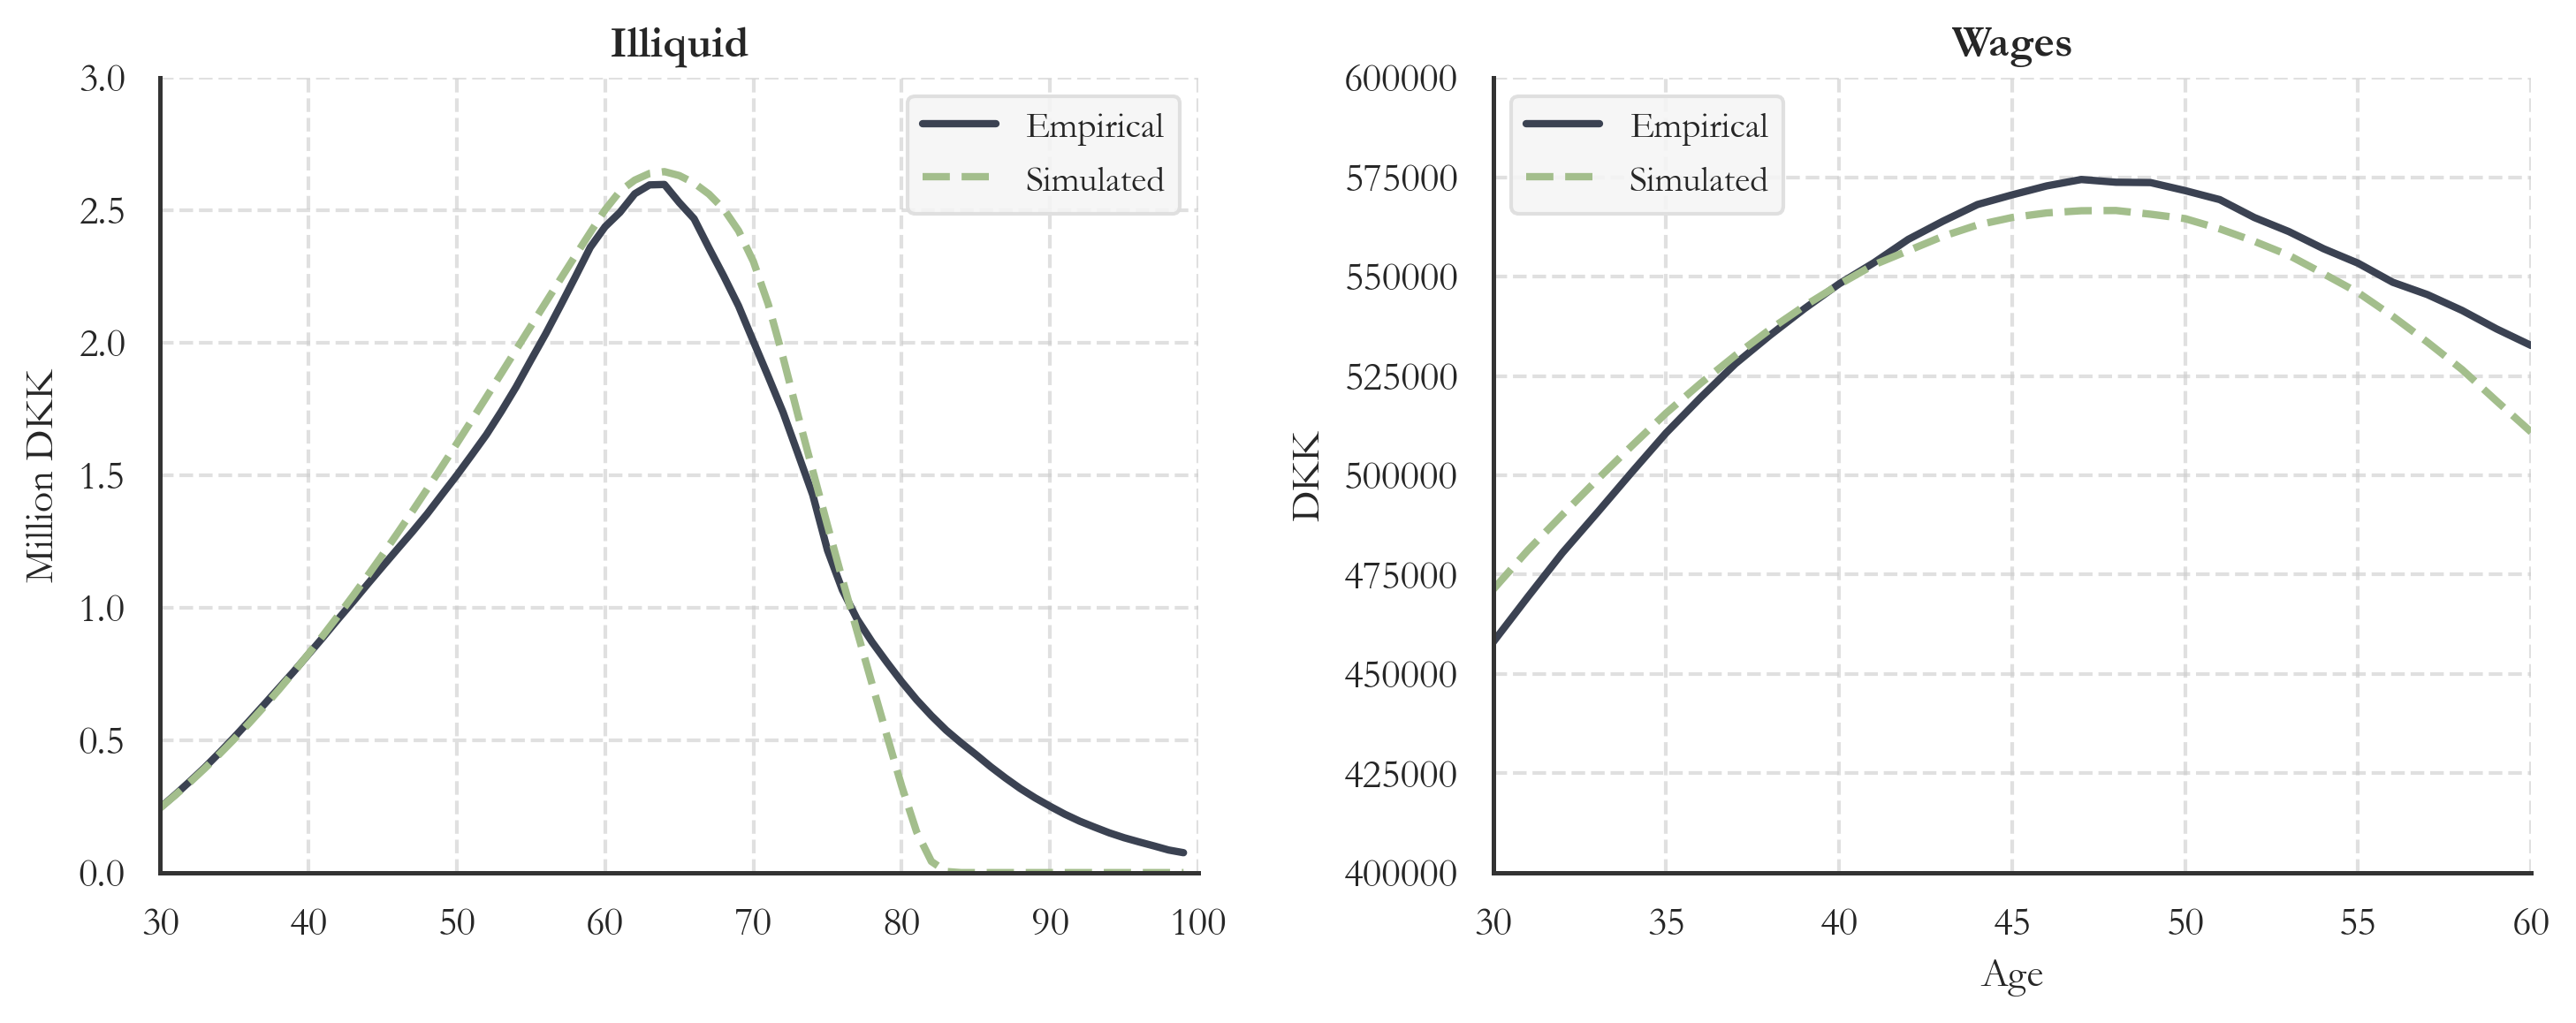 Illiquid
Million DKK
3.0
2.5
2.0
1.5
1.0
0.5
0.0
30 40 50 60 70 80 90 100
Empirical
Simulated
Wages
DKK
600000
575000
550000
525000
500000
475000
450000
425000
400000
30 35 40 45 50 55 60
Age
Empirical
Simulated